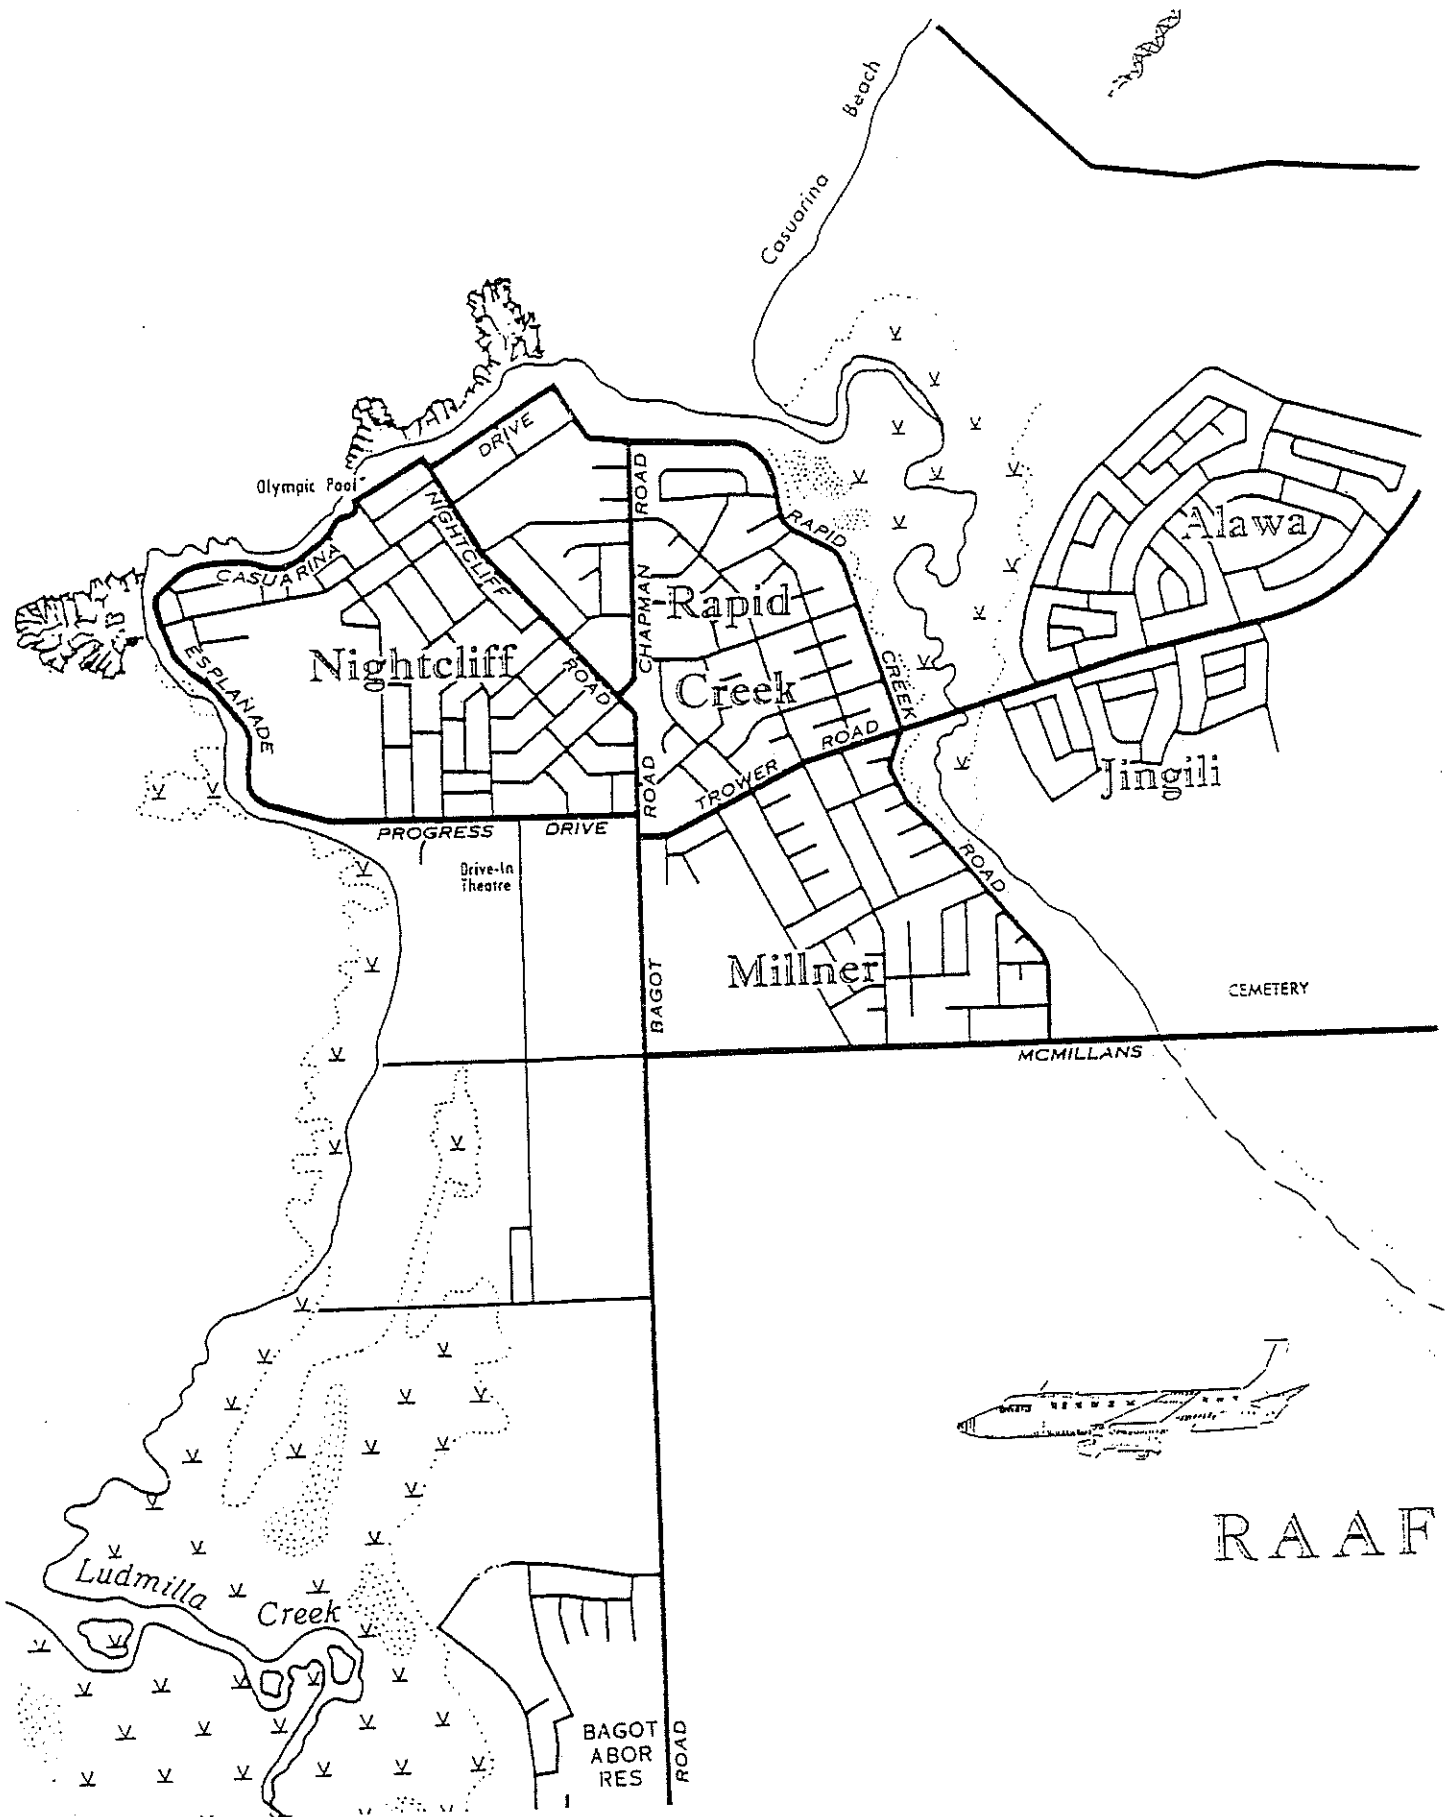 Casuarina Beach
Olympic Pool
DRIVE
ROAD
NIGHTCLIFF
RAPID
Alawa
CASUARINA
CHAPMAN
Rapid
Nightcliff
ESPLANADE
ROAD
Creek
CREEK
ROAD
TROWER
ROAD
Jingili
PROGRESS DRIVE
Drive-In
Theatre
ROAD
Millner
BAGOT
CEMETERY
MCMILLANS
RAAF
Ludmilla
Creek
BAGOT
ABOR
RES
ROAD